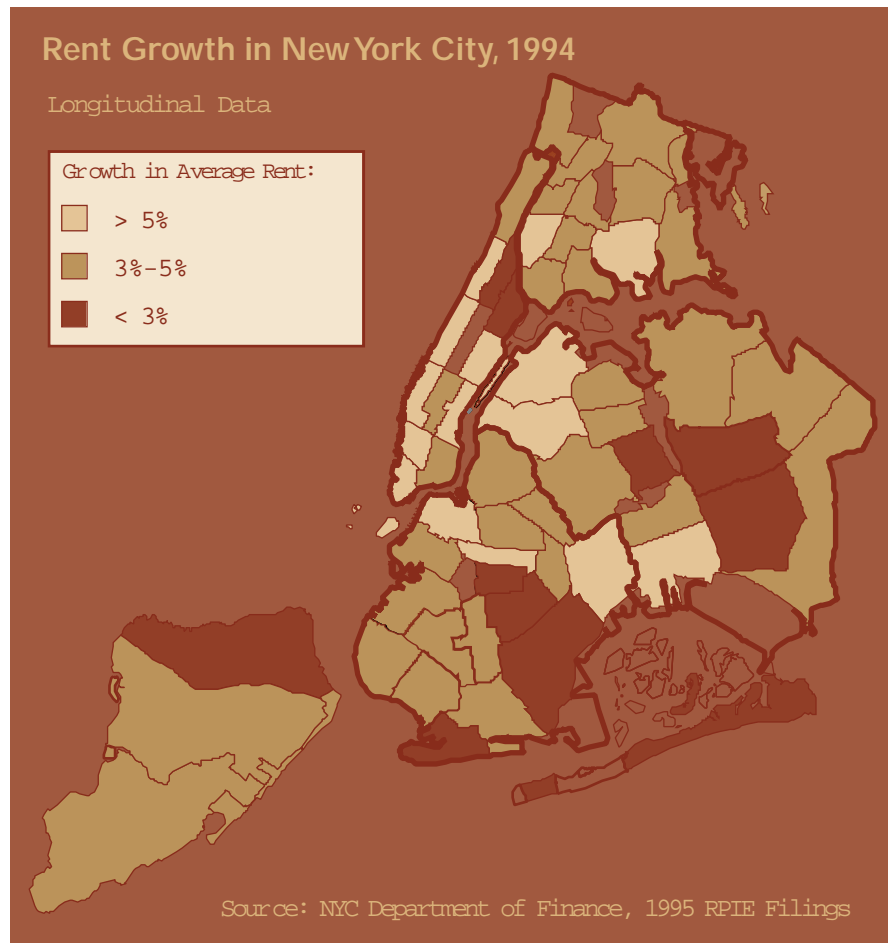 Rent Growth in New York City, 1994
Longitudinal Data
Growth in Average Rent:
> 5%
3%-5%
< 3%
Source: NYC Department of Finance, 1995 RPIE Filings